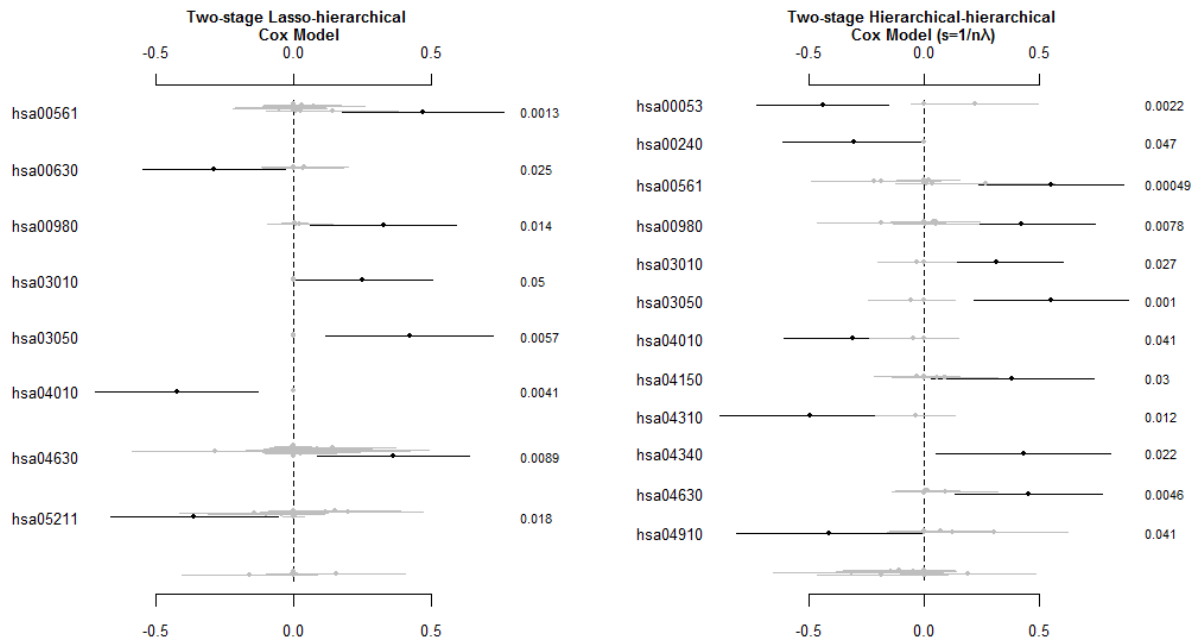 Two-stage Lasso-hierarchical
Cox Model
-0.5 0.0 0.5
hsa00561 0.0013
hsa00630 0.025
hsa00980 0.014
hsa03010 0.05
hsa03050 0.0057
hsa04010 0.0041
hsa04630 0.0089
hsa05211 0.018
-0.5 0.0 0.5
Two-stage Hierarchical-hierarchical
Cox Model (s=1/nλ)
-0.5 0.0 0.5
hsa00053 0.0022
hsa00240 0.047
hsa00561 0.00049
hsa00980 0.0078
hsa03010 0.027
hsa03050 0.001
hsa04010 0.041
hsa04150 0.03
hsa04310 0.012
hsa04340 0.022
hsa04630 0.0046
hsa04910 0.041
-0.5 0.0 0.5